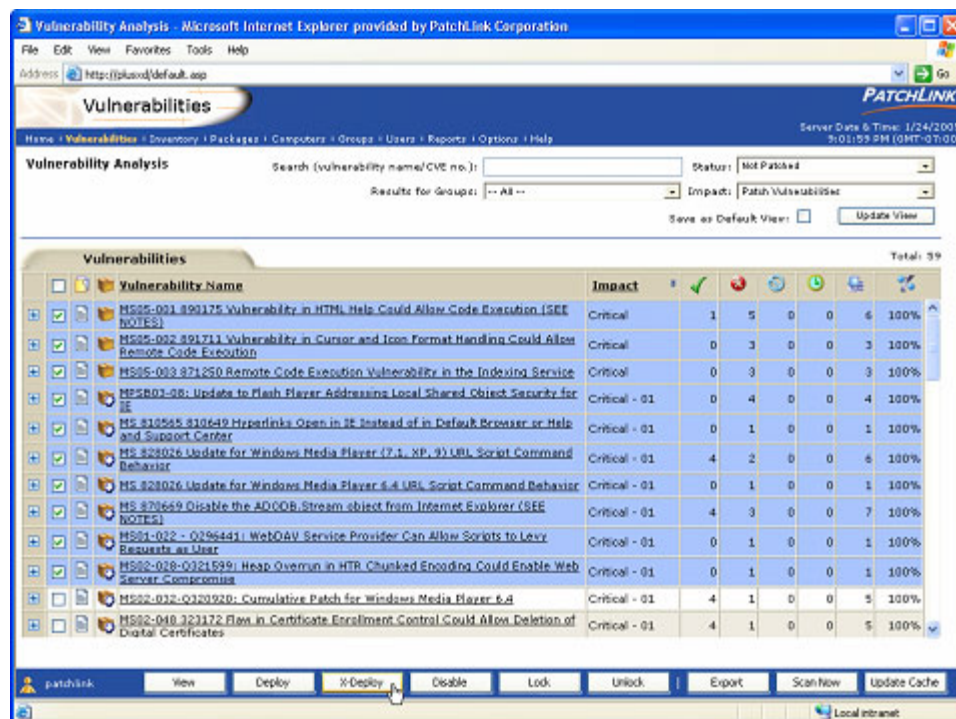 Vulnerability Analysis - Microsoft Internet Explorer provided by PatchLink Corporation
File Edit View Favorites Tools Help
Address http://plusxd/default.asp Go
Vulnerabilities
PATCHLINK
Server Date & Time: 1/24/200
Home Vulnerabilities Inventory Packages Computers Groups Users Reports Options Help
9:01:59 PM (GMT-07:00
Vulnerability Analysis
Search (vulnerability name/CVE no.):
Status: Not Patched
Results for Groups: -- All --
Impact: Patch Vulnerabilities
Save as Default View:
Update View
Vulnerabilities
Total: 59
Vulnerability Name Impact
MS05-001 890175 Vulnerability in HTML Help Could Allow Code Execution (SEE
NOTES) Critical 1 5 0 0 6 100%
MS05-002 891711 Vulnerability in Cursor and Icon Format Handling Could Allow
Remote Code Execution Critical 0 3 0 0 3 100%
MS05-003 871250 Remote Code Execution Vulnerability in the Indexing Service Critical 0 3 0 0 3 100%
MPSB03-08: Update to Flash Player Addressing Local Shared Object Security for
IE Critical - 01 0 4 0 0 4 100%
MS 810565 810649 Hyperlinks Open in IE Instead of in Default Browser or Help
and Support Center Critical - 01 0 1 0 0 1 100%
MS 828026 Update for Windows Media Player (7.1, XP, 9) URL Script Command
Behavior Critical - 01 4 2 0 0 6 100%
MS 828026 Update for Windows Media Player 6.4 URL Script Command Behavior Critical - 01 0 1 0 0 1 100%
MS 870669 Disable the ADODB.Stream object from Internet Explorer (SEE
NOTES) Critical - 01 4 3 0 0 7 100%
MS01-022 - Q296441: WebDAV Service Provider Can Allow Scripts to Levy
Requests as User Critical - 01 0 1 0 0 1 100%
MS02-028-Q321599: Heap Overrun in HTR Chunked Encoding Could Enable Web
Server Compromise Critical - 01 0 1 0 0 1 100%
MS02-032-Q320920: Cumulative Patch for Windows Media Player 6.4 Critical - 01 4 1 0 0 5 100%
MS02-048 323172 Flaw in Certificate Enrollment Control Could Allow Deletion of
Digital Certificates Critical - 01 4 1 0 0 5 100%
patchlink View Deploy X-Deploy Disable Lock Unlock | Export Scan Now Update Cache
Local intranet